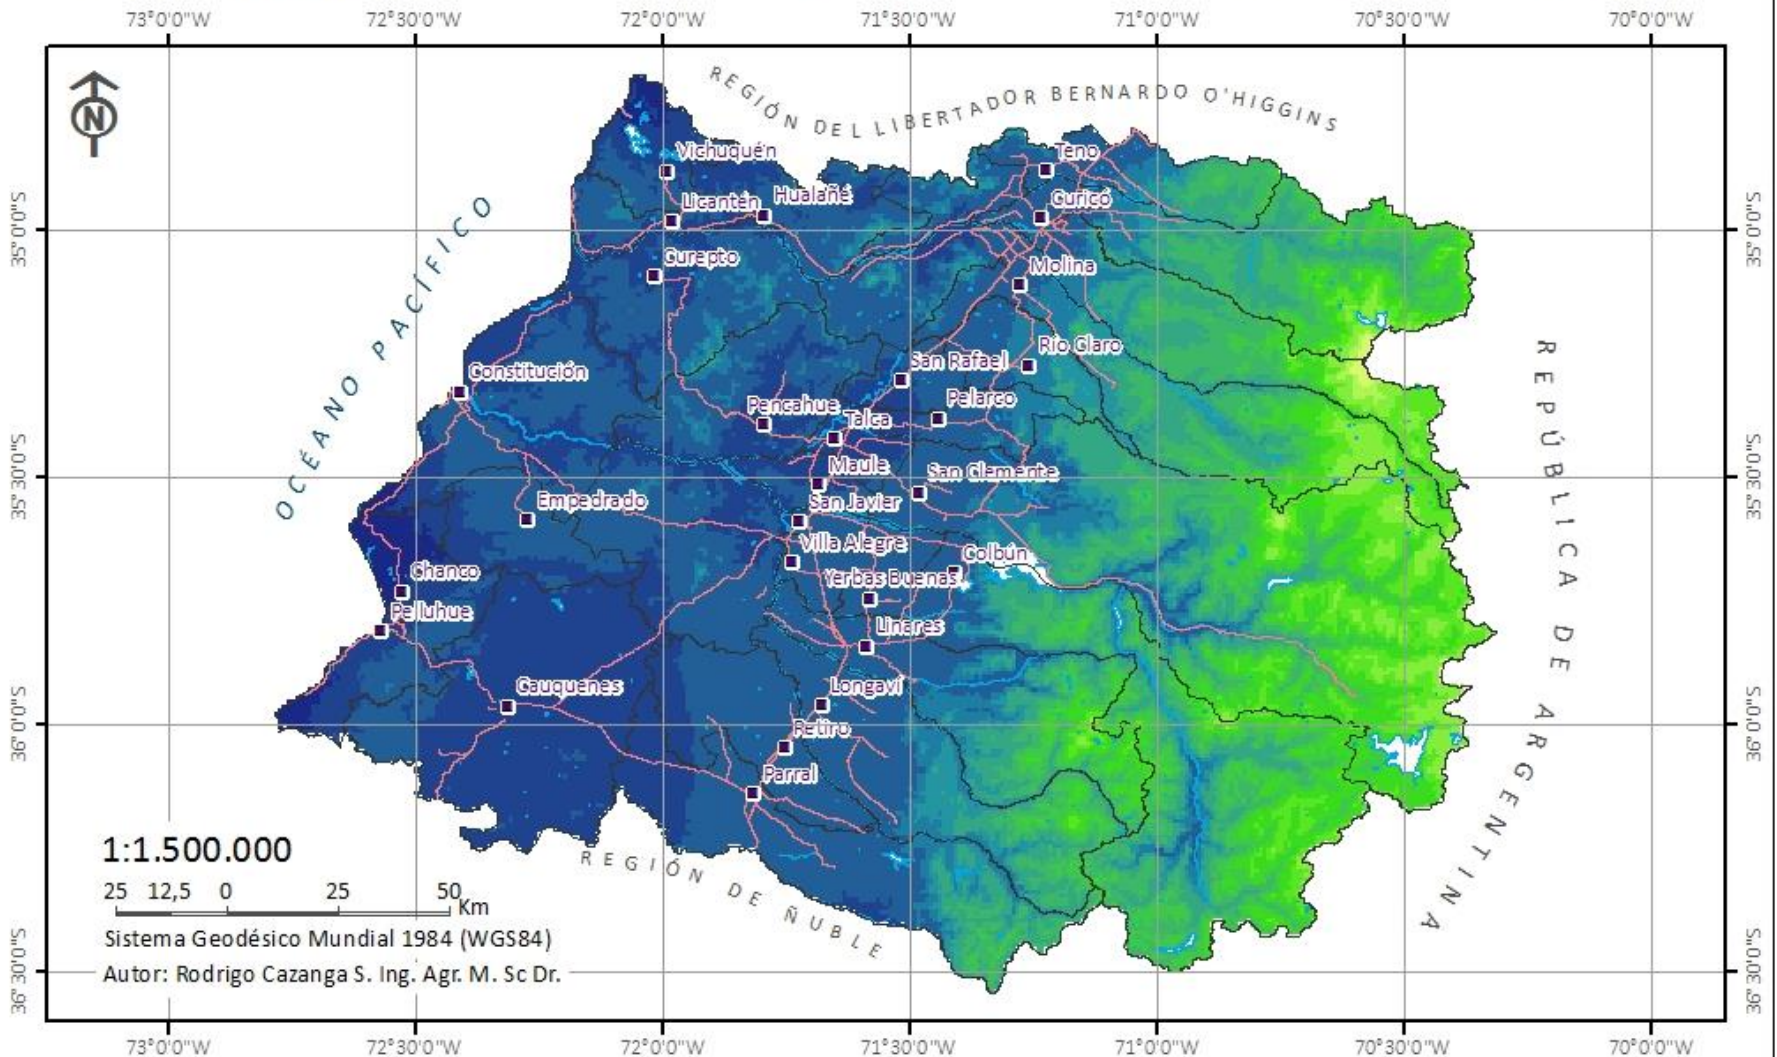 73°0'0"W 72°30'0"W 72°0'0"W 71°30'0"W 71°0'0"W 70°30'0"W 70°0'0"W
N
REGIÓN DEL LIBERTADOR BERNARDO O'HIGGINS
Vichuquén
Teno
Licantén
Hualañé
Curicó
35°0'0"S
35°0'0"S
OCÉANO PACÍFICO
Curepto
Molina
Río Claro
San Rafael
Constitución
Pelarco
Pencahue
Talca
REPÚBLICA DE ARGENTINA
Maule
San Clemente
35°30'0"S
35°30'0"S
Empedrado
San Javier
Villa Alegre
Colbún
Chanco
Yerbas Buenas
Pelluhue
Linares
Cauquenes
Longaví
36°0'0"S
36°0'0"S
Retiro
Parral
1:1.500.000
REGIÓN DE ÑUBLE
25 12,5 0 25 50
Km
Sistema Geodésico Mundial 1984 (WGS84)
Autor: Rodrigo Cazanga S. Ing. Agr. M. Sc Dr.
36°30'0"S
36°30'0"S
73°0'0"W 72°30'0"W 72°0'0"W 71°30'0"W 71°0'0"W 70°30'0"W 70°0'0"W